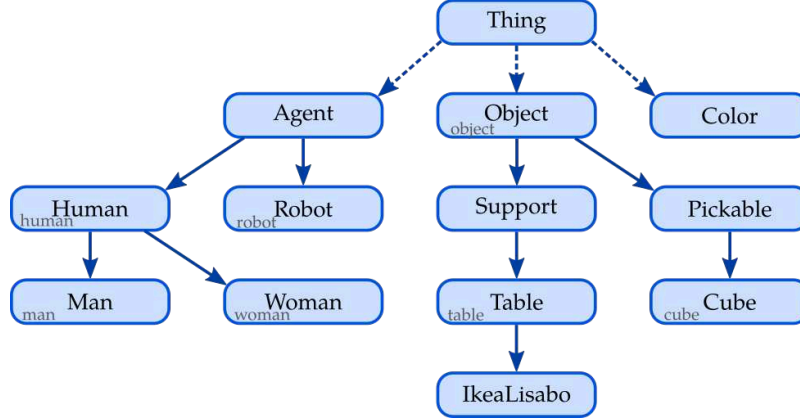 Thing
Agent
Object
object
Color
Human
human
Robot
robot
Support
Pickable
Man
man
Woman
woman
Table
table
Cube
cube
IkeaLisabo